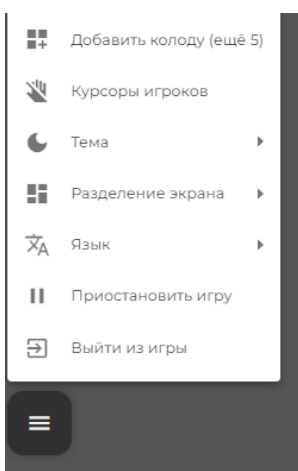 Добавить колоду (ещё 5)
Курсоры игроков
Тема
Разделение экрана
Язык
Приостановить игру
Выйти из игры